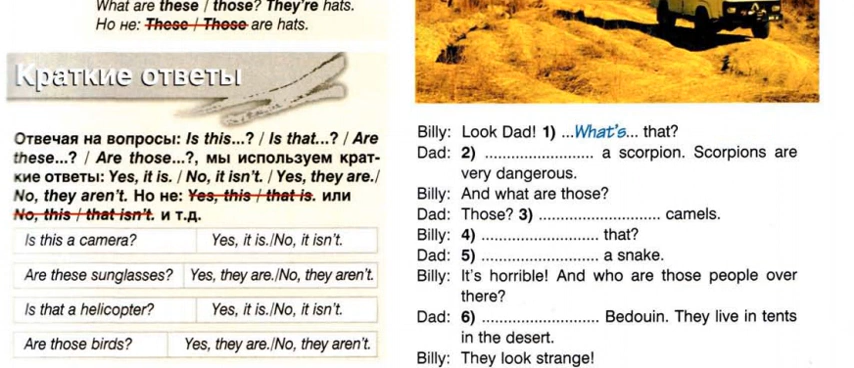 What are these / those? They're hats.
Но не: These / Those are hats.
Краткие ответы
Отвечая на вопросы: Is this...? / Is that...? / Are
these...? / Are those...?, мы используем крат-
кие ответы: Yes, it is. / No, it isn't. / Yes, they are./
No, they aren't. Но не: Yes, this / that is. или
No, this / that isn't. и т.д.
Is this a camera? Yes, it is./No, it isn't.
Are these sunglasses? Yes, they are./No, they aren't.
Is that a helicopter? Yes, it is./No, it isn't.
Are those birds? Yes, they are./No, they aren't.
Billy: Look Dad! 1) ...What's... that?
Dad: 2) ........................ a scorpion. Scorpions are
very dangerous.
Billy: And what are those?
Dad: Those? 3) ........................... camels.
Billy: 4) .......................... that?
Dad: 5) .......................... a snake.
Billy: It's horrible! And who are those people over
there?
Dad: 6) .......................... Bedouin. They live in tents
in the desert.
Billy: They look strange!